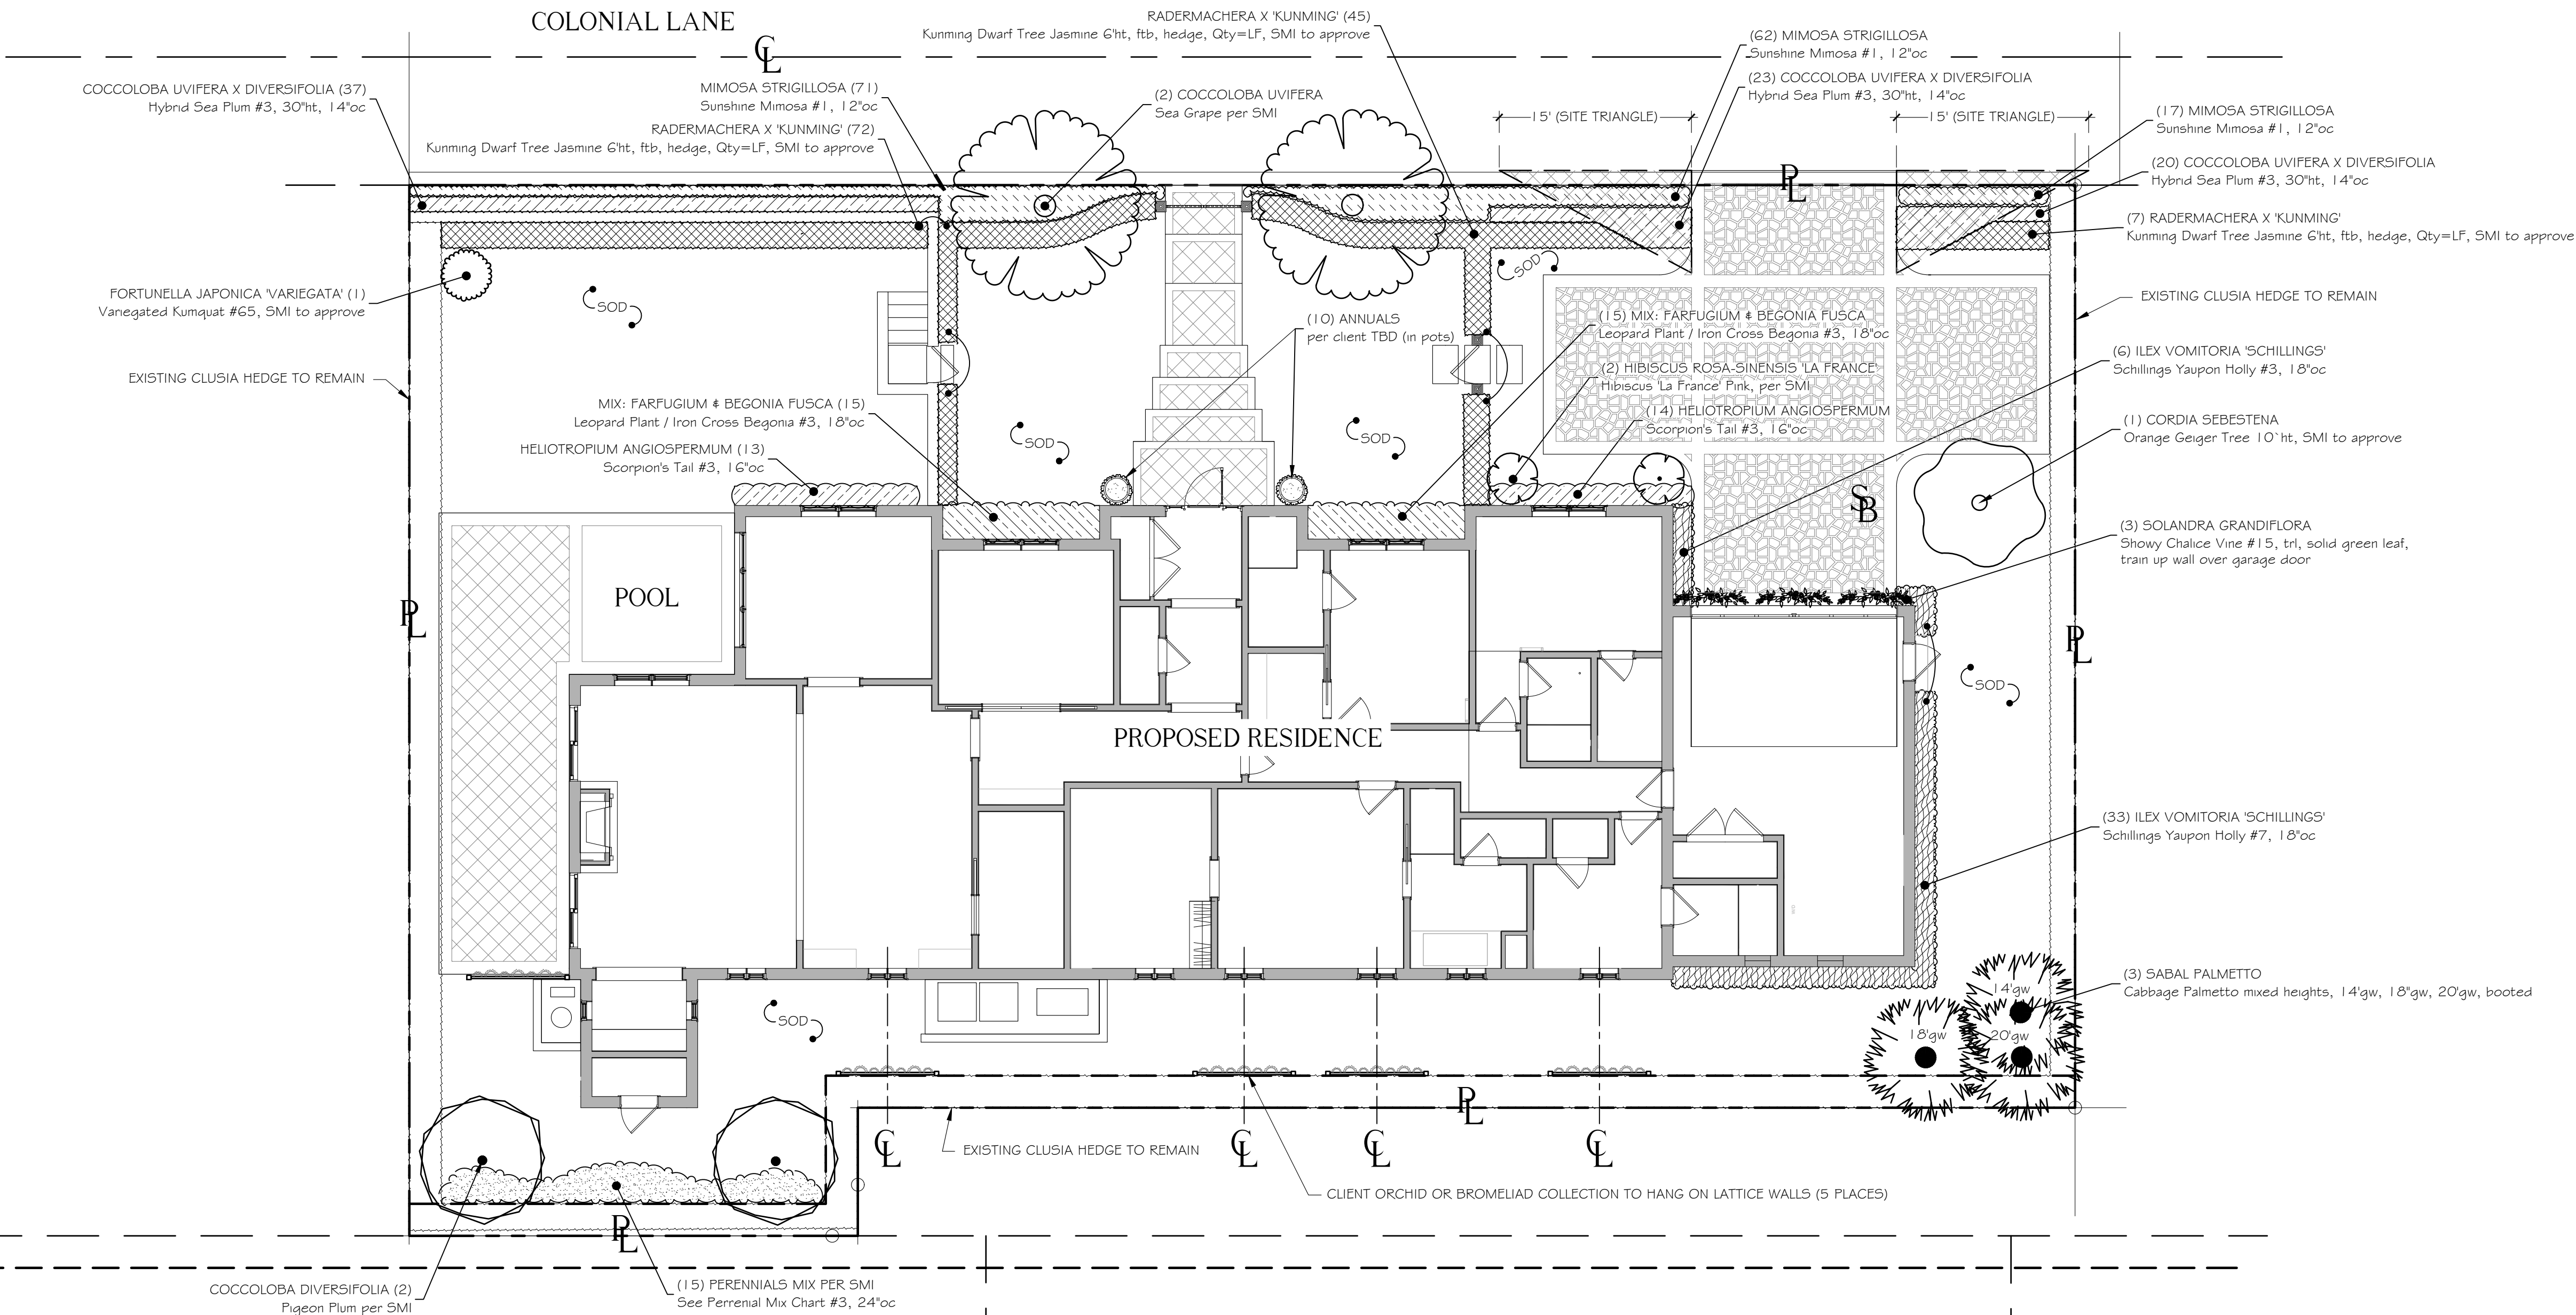 COLONIAL LANE
CL
RADERMACHERA X 'KUNMING' (45)
Kunming Dwarf Tree Jasmine 6'ht, ftb, hedge, Qty=LF, SMI to approve
(62) MIMOSA STRIGILLOSA
Sunshine Mimosa #1, 12"oc
(23) COCCOLOBA UVIFERA X DIVERSIFOLIA
Hybrid Sea Plum #3, 30"ht, 14"oc
COCCOLOBA UVIFERA X DIVERSIFOLIA (37)
Hybrid Sea Plum #3, 30"ht, 14"oc
MIMOSA STRIGILLOSA (71)
Sunshine Mimosa #1, 12"oc
(2) COCCOLOBA UVIFERA
Sea Grape per SMI
RADERMACHERA X 'KUNMING' (72)
Kunming Dwarf Tree Jasmine 6'ht, ftb, hedge, Qty=LF, SMI to approve
15' (SITE TRIANGLE)
15' (SITE TRIANGLE)
(17) MIMOSA STRIGILLOSA
Sunshine Mimosa #1, 12"oc
(20) COCCOLOBA UVIFERA X DIVERSIFOLIA
Hybrid Sea Plum #3, 30"ht, 14"oc
PL
(7) RADERMACHERA X 'KUNMING'
Kunming Dwarf Tree Jasmine 6'ht, ftb, hedge, Qty=LF, SMI to approve
FORTUNELLA JAPONICA 'VARIEGATA' (1)
Variegated Kumquat #65, SMI to approve
SOD
SOD
EXISTING CLUSIA HEDGE TO REMAIN
(10) ANNUALS
per client TBD (in pots)
(15) MIX: FARFUGIUM & BEGONIA FUSCA
Leopard Plant / Iron Cross Begonia #3, 18"oc
(6) ILEX VOMITORIA 'SCHILLINGS'
Schillings Yaupon Holly #3, 18"oc
EXISTING CLUSIA HEDGE TO REMAIN
(2) HIBISCUS ROSA-SINENSIS 'LA FRANCE'
Hibiscus 'La France' Pink, per SMI
MIX: FARFUGIUM & BEGONIA FUSCA (15)
Leopard Plant / Iron Cross Begonia #3, 18"oc
(14) HELIOTROPIUM ANGIOSPERMUM
Scorpion's Tail #3, 16"oc
(1) CORDIA SEBESTENA
Orange Geiger Tree 10`ht, SMI to approve
SOD
SOD
HELIOTROPIUM ANGIOSPERMUM (13)
Scorpion's Tail #3, 16"oc
SB
(3) SOLANDRA GRANDIFLORA
Showy Chalice Vine #15, trl, solid green leaf,
train up wall over garage door
POOL
PL
PL
SOD
PROPOSED RESIDENCE
(33) ILEX VOMITORIA 'SCHILLINGS'
Schillings Yaupon Holly #7, 18"oc
(3) SABAL PALMETTO
Cabbage Palmetto mixed heights, 14'gw, 18"gw, 20'gw, booted
14'gw
18'gw
20'gw
SOD
PL
CL
CL
CL
CL
EXISTING CLUSIA HEDGE TO REMAIN
CLIENT ORCHID OR BROMELIAD COLLECTION TO HANG ON LATTICE WALLS (5 PLACES)
PL
COCCOLOBA DIVERSIFOLIA (2)
Pigeon Plum per SMI
(15) PERENNIALS MIX PER SMI
See Perrenial Mix Chart #3, 24"oc